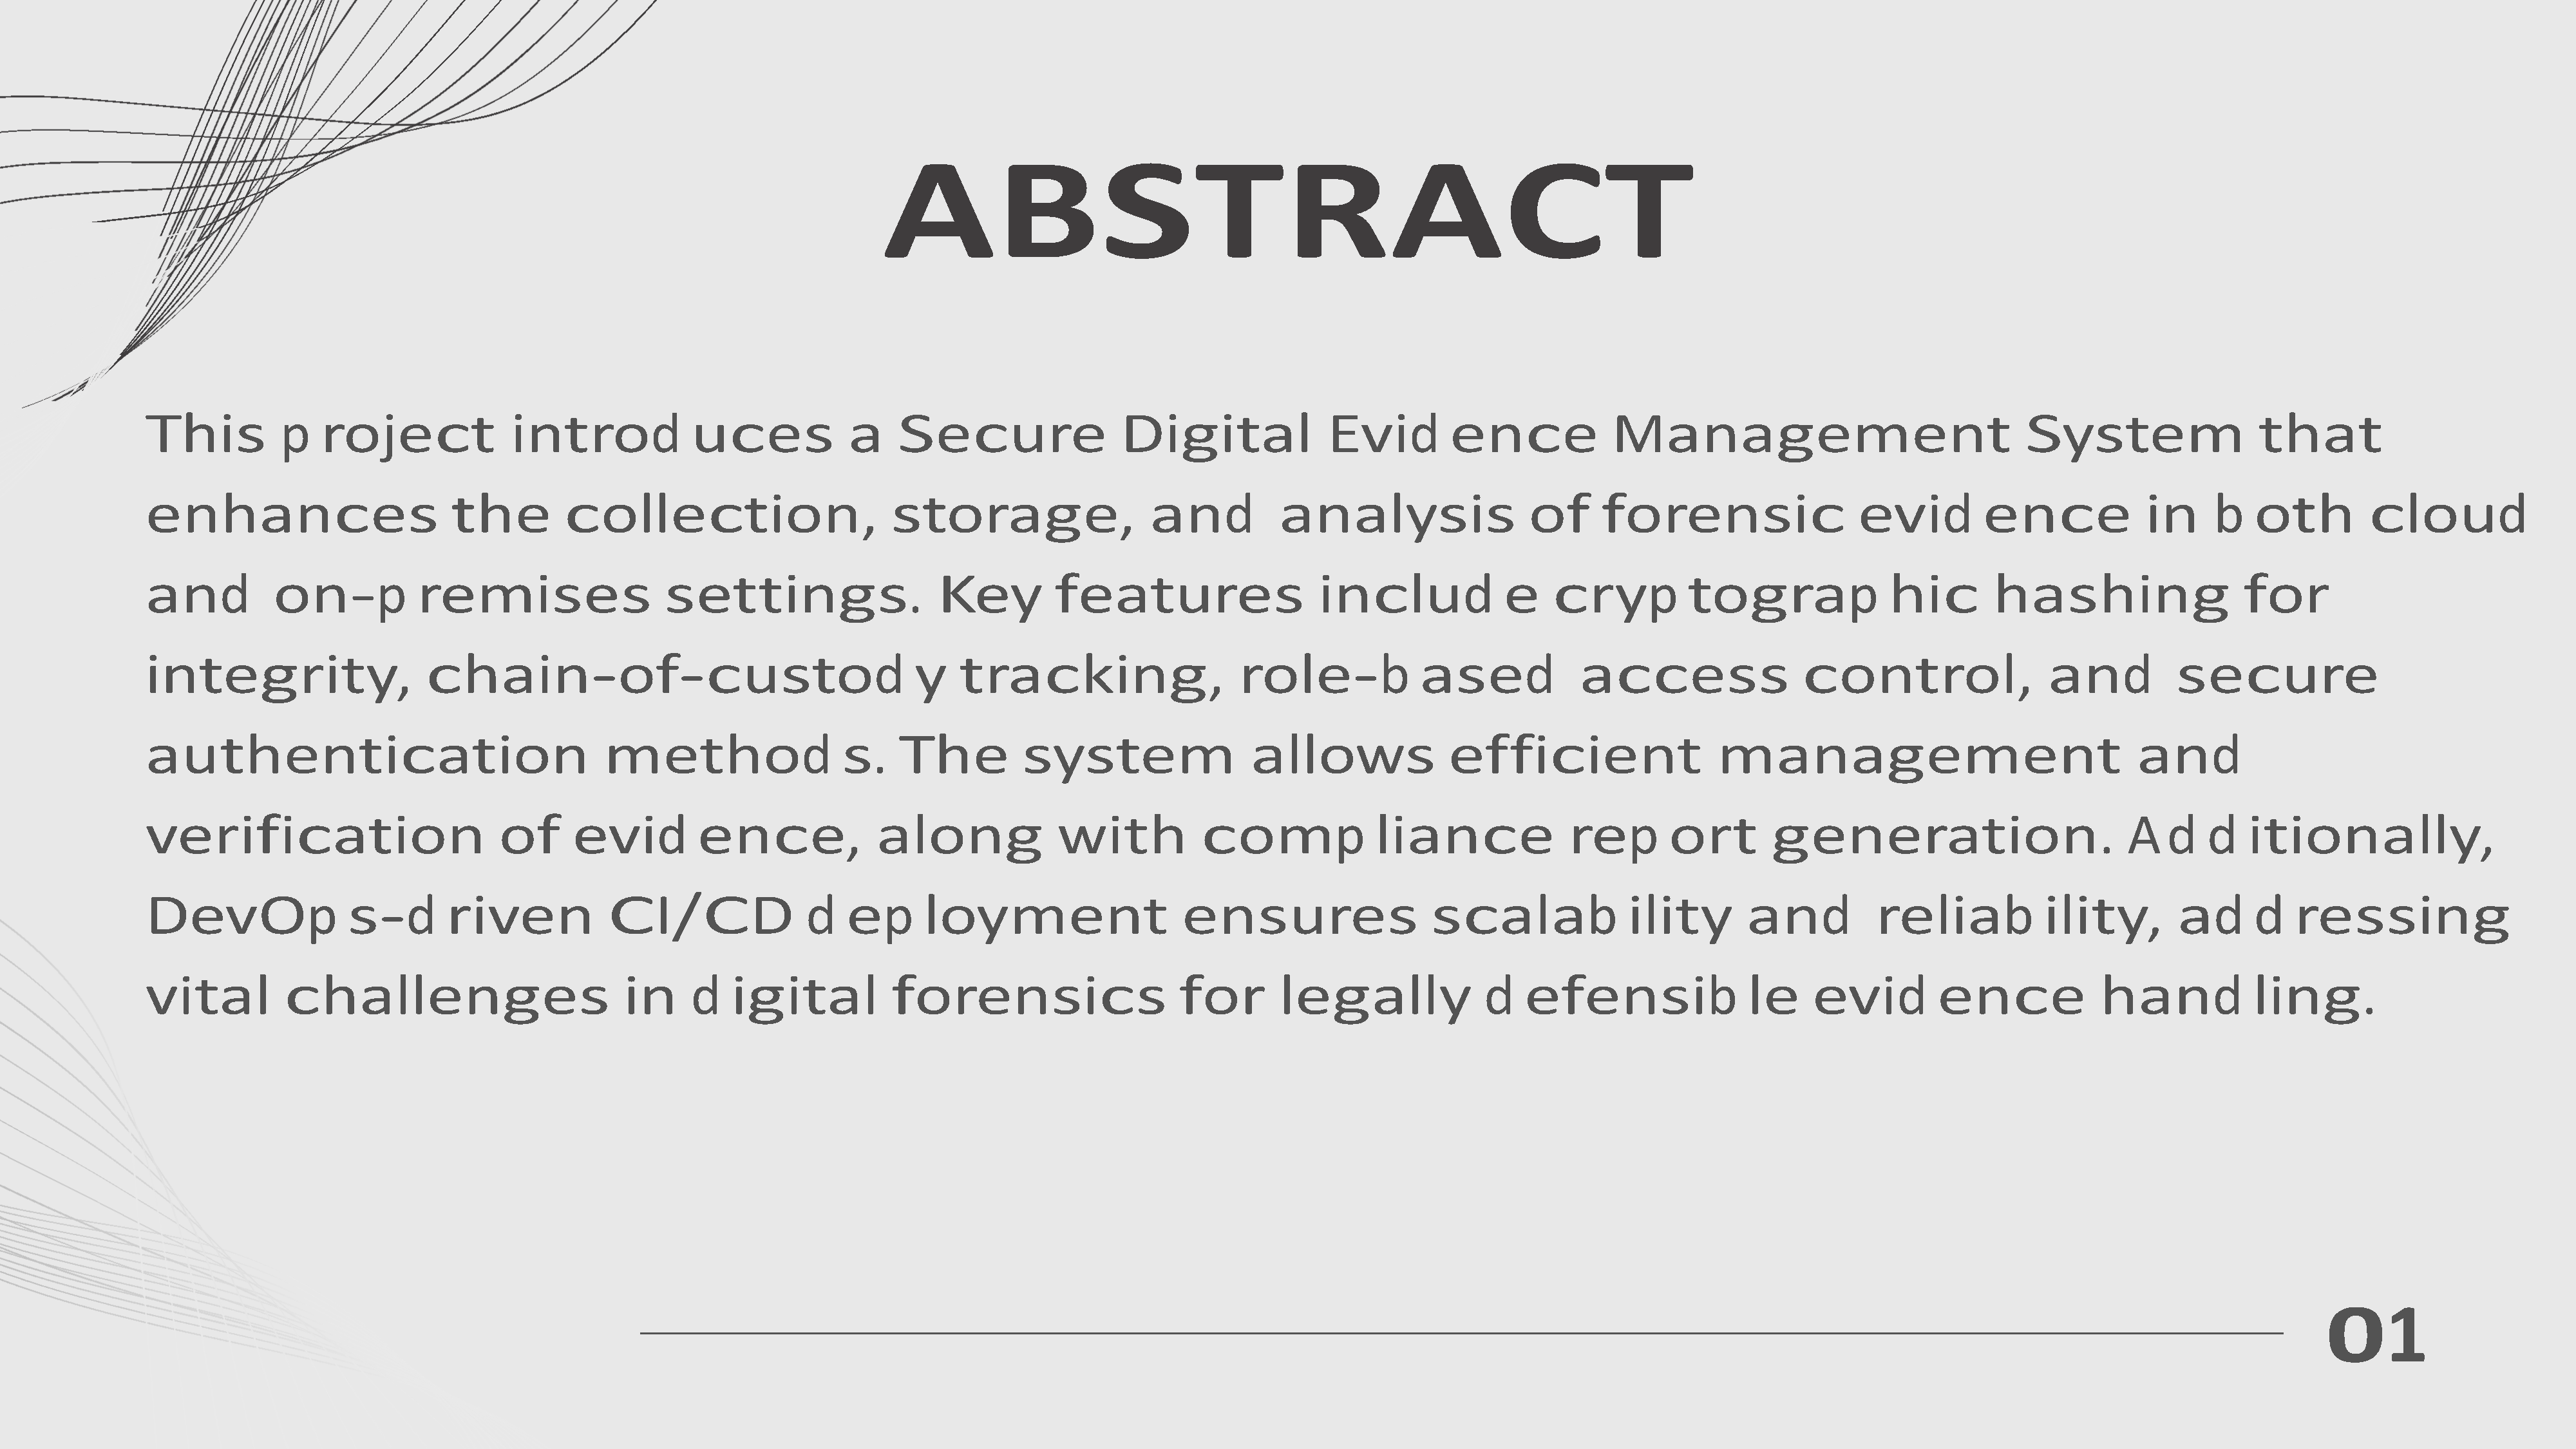 ABSTRACT
This project introduces a Secure Digital Evidence Management System that
enhances the collection, storage, and analysis of forensic evidence in both cloud
and on-premises settings. Key features include cryptographic hashing for
integrity, chain-of-custody tracking, role-based access control, and secure
authentication methods. The system allows efficient management and
verification of evidence, along with compliance report generation. Additionally,
DevOps-driven CI/CD deployment ensures scalability and reliability, addressing
vital challenges in digital forensics for legally defensible evidence handling.
01